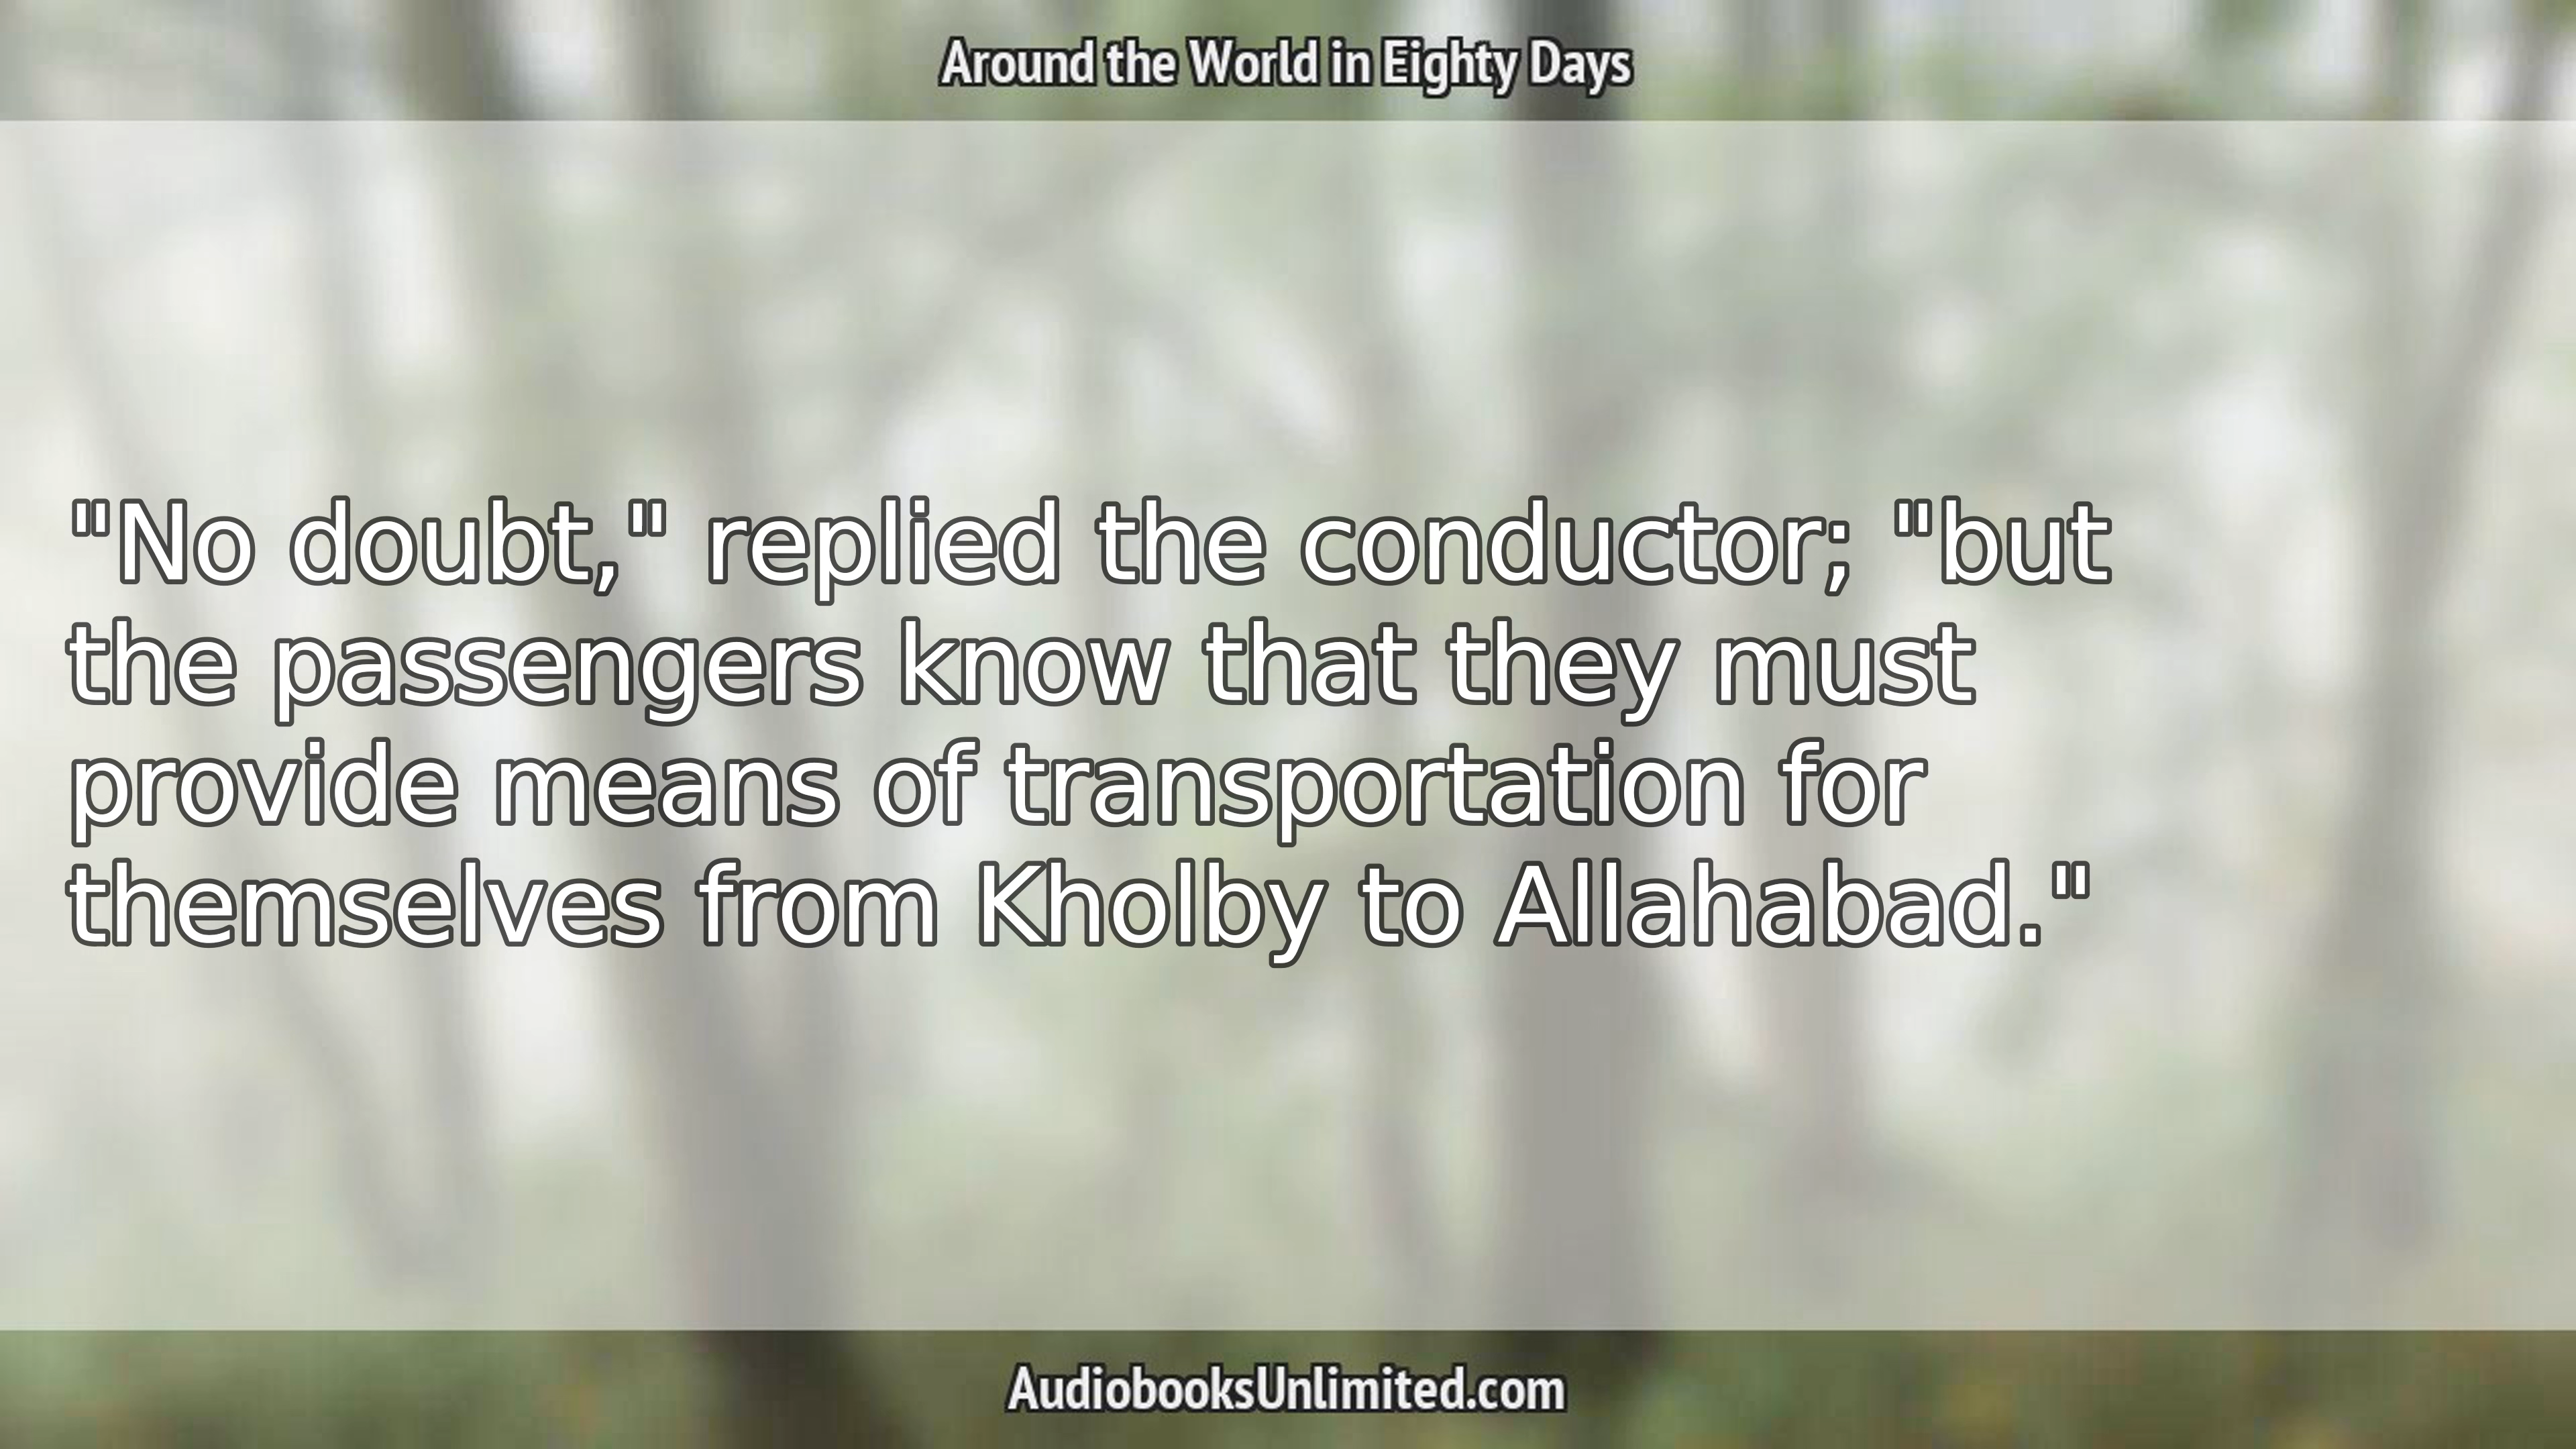 Around the World in Eighty Days
"No doubt," replied the conductor; "but
the passengers know that they must
provide means of transportation for
themselves from Kholby to Allahabad."
AudiobooksUnlimited.com